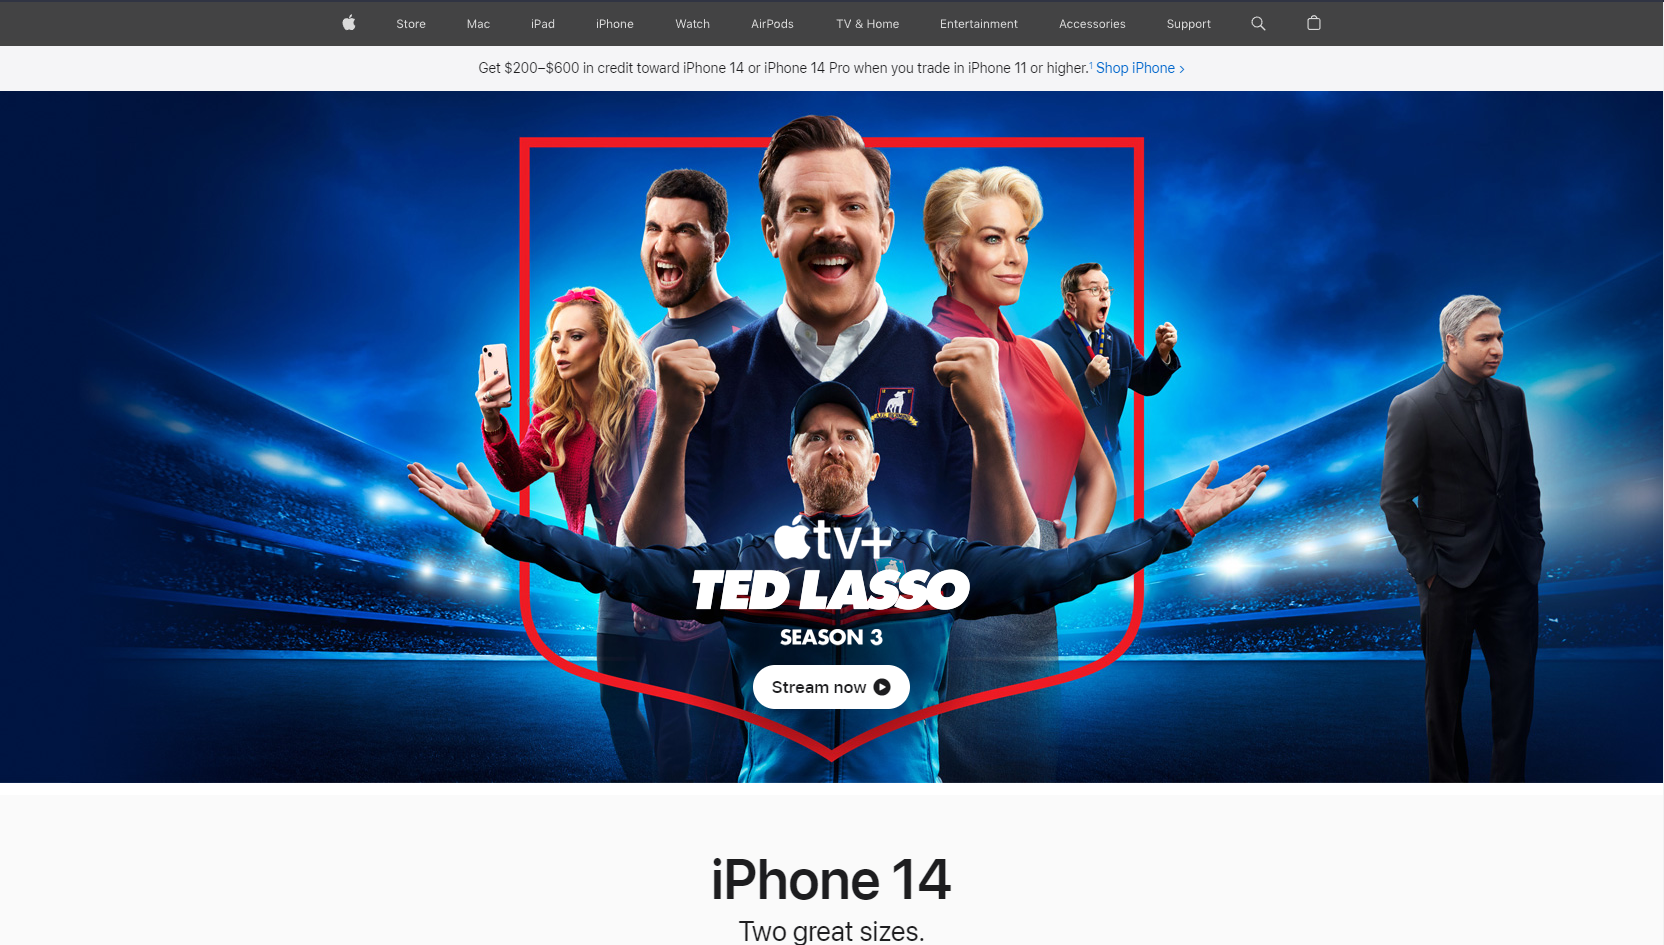 Store Mac iPad iPhone Watch AirPods TV & Home Entertainment Accessories Support
Get $200–$600 in credit toward iPhone 14 or iPhone 14 Pro when you trade in iPhone 11 or higher.¹ Shop iPhone >
tv+
TED LASSO
SEASON 3
Stream now
iPhone 14
Two great sizes.